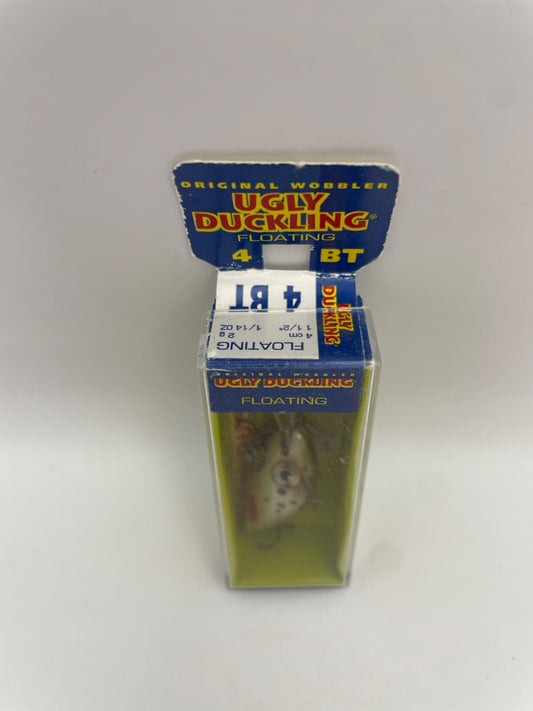 ORIGINAL WOBBLER
UGLY
DUCKLING®
FLOATING
4 BT
4 BT
UGLY
DUCKLING
4 cm 2 g
1 1/2" 1/14 OZ
FLOATING
ORIGINAL WOBBLER
UGLY DUCKLING
FLOATING